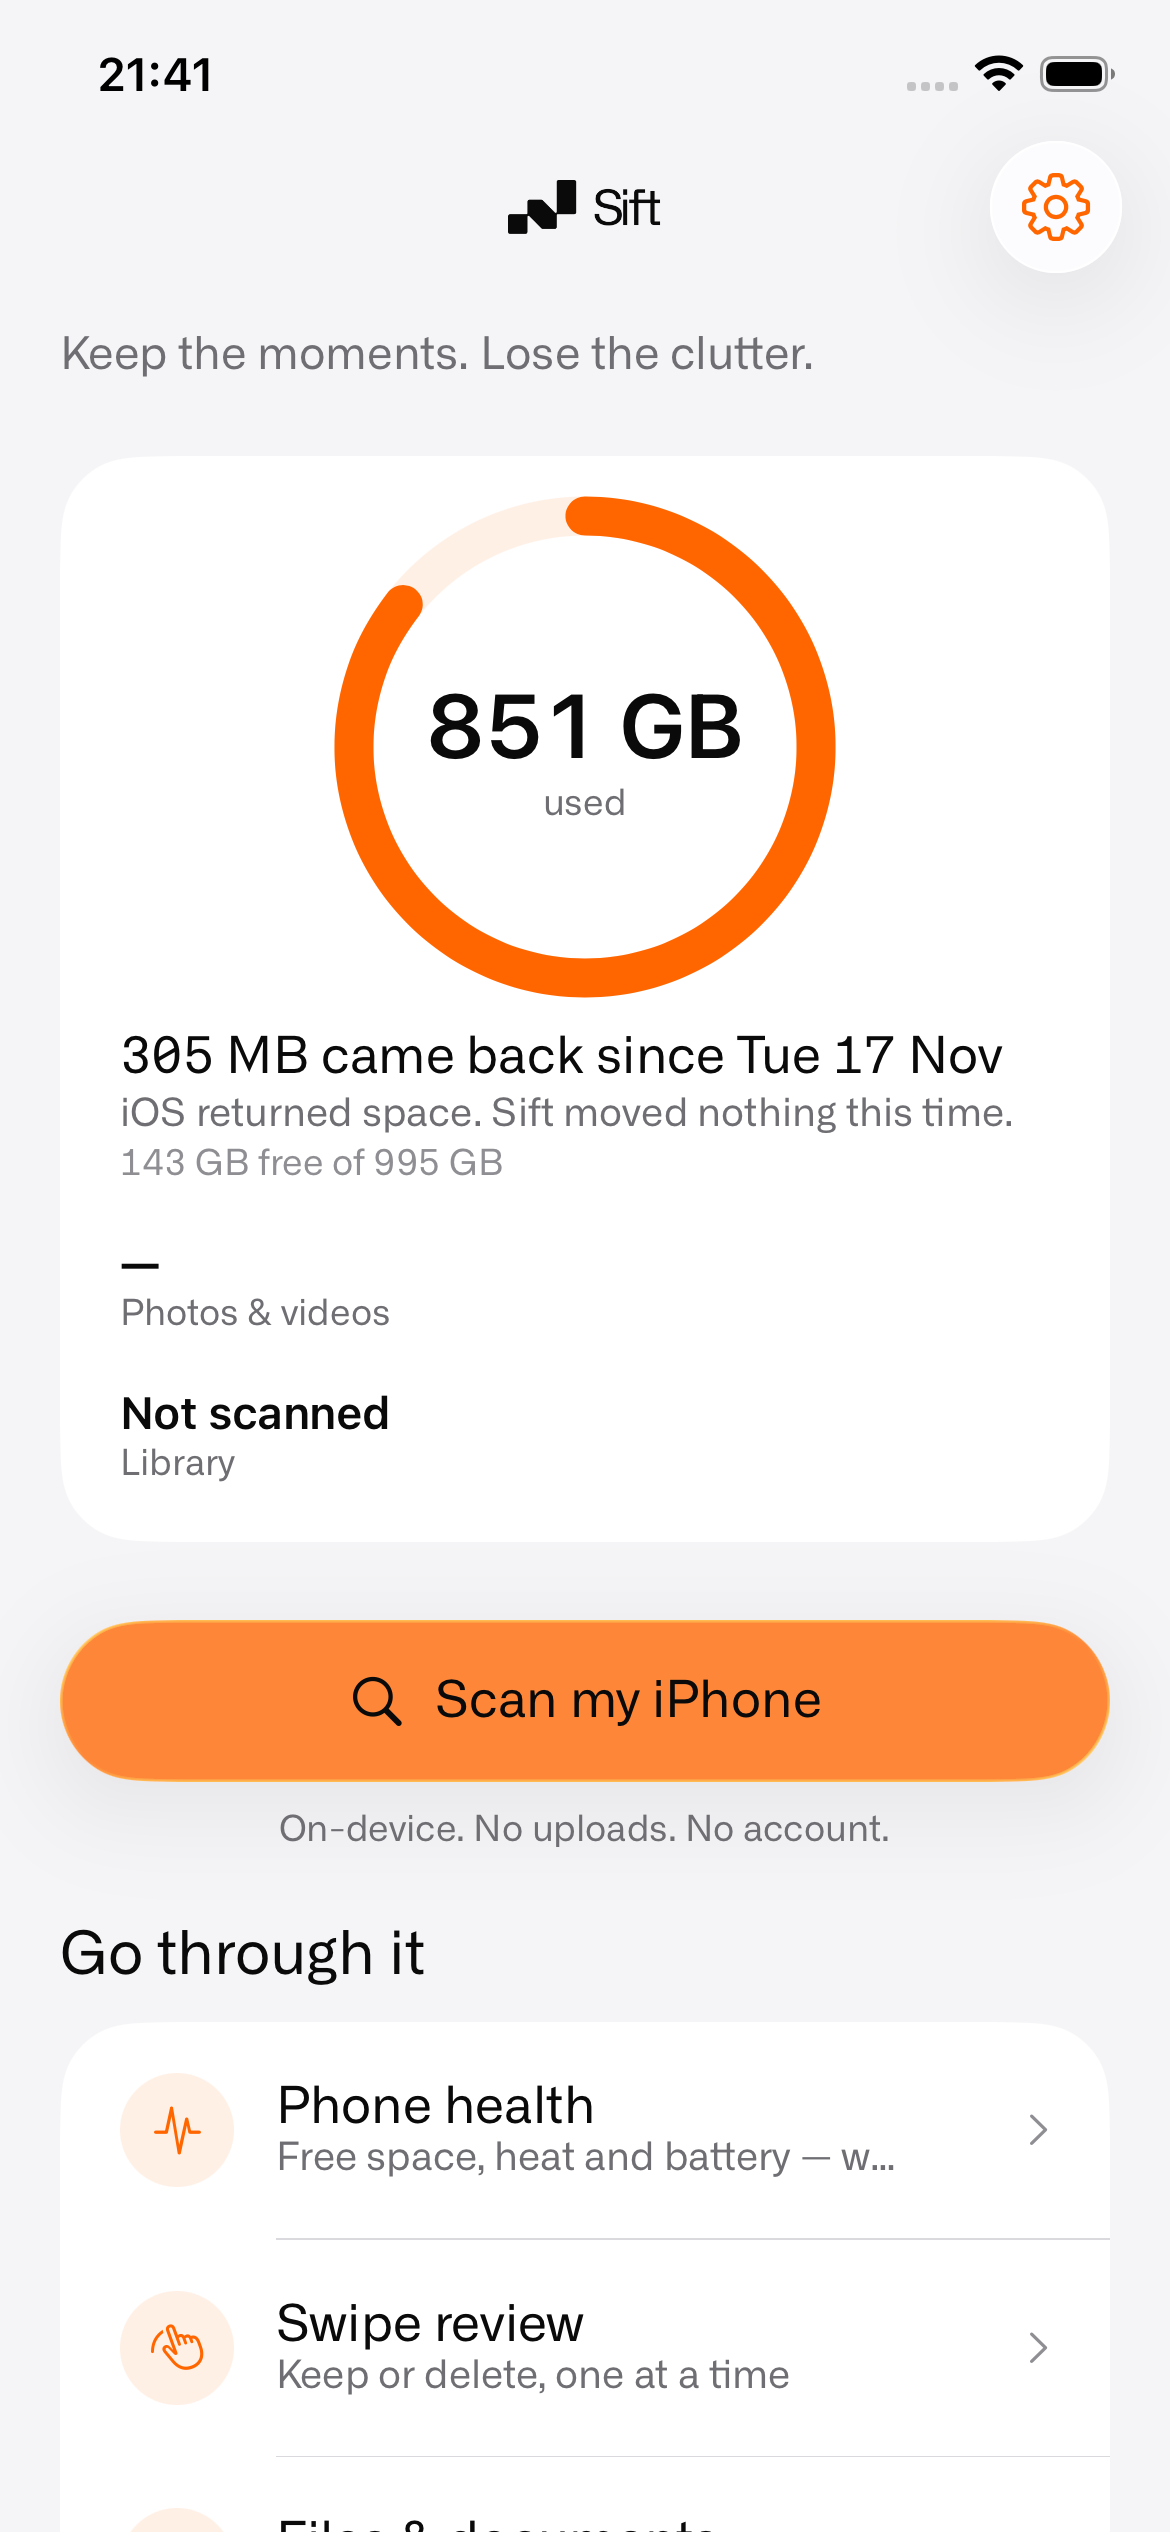 21:41
Sift
Keep the moments. Lose the clutter.
851 GB
used
305 MB came back since Tue 17 Nov
iOS returned space. Sift moved nothing this time.
143 GB free of 995 GB
—
Photos & videos
Not scanned
Library
Scan my iPhone
On-device. No uploads. No account.
Go through it
Phone health
Free space, heat and battery — w...
Swipe review
Keep or delete, one at a time
Files & documents